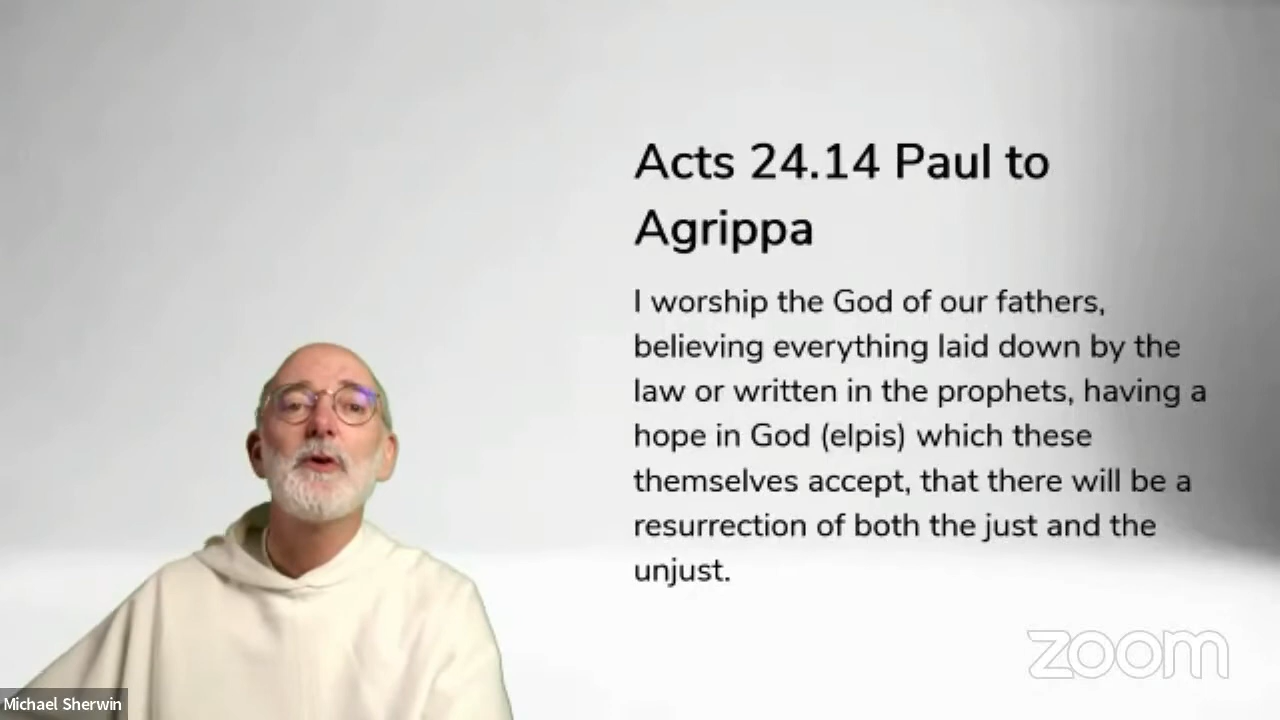 Acts 24.14 Paul to
Agrippa
I worship the God of our fathers,
believing everything laid down by the
law or written in the prophets, having a
hope in God (elpis) which these
themselves accept, that there will be a
resurrection of both the just and the
unjust.
zoom
Michael Sherwin